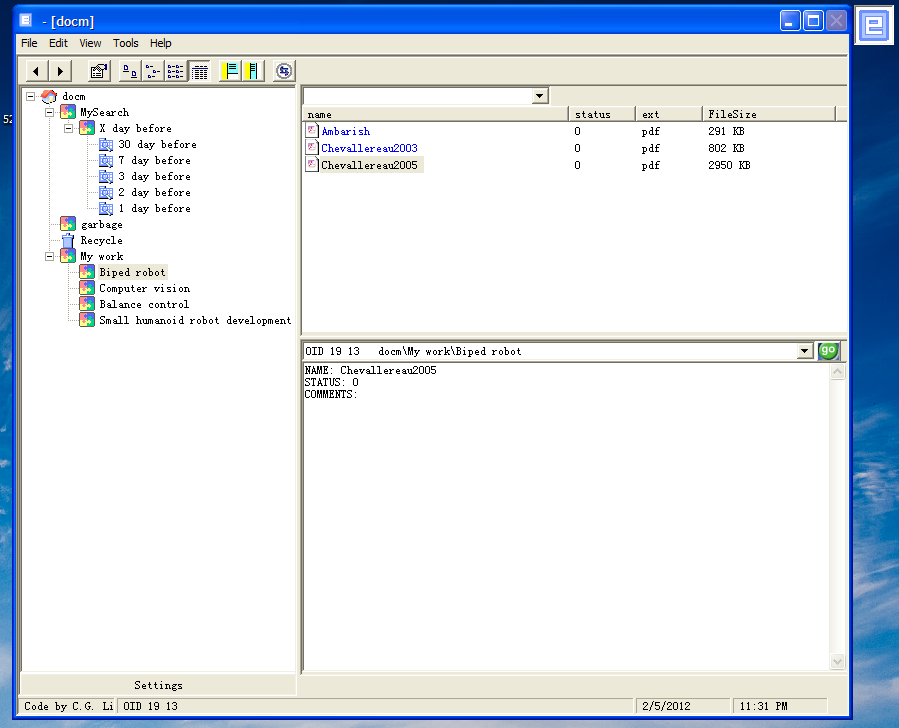 - [docm]
File Edit View Tools Help
52
docm
MySearch
X day before
30 day before
7 day before
3 day before
2 day before
1 day before
garbage
Recycle
My work
Biped robot
Computer vision
Balance control
Small humanoid robot development
Settings
name status ext FileSize
Ambarish 0 pdf 291 KB
Chevallereau2003 0 pdf 802 KB
Chevallereau2005 0 pdf 2950 KB
OID 19 13 docm\My work\Biped robot go
NAME: Chevallereau2005
STATUS: 0
COMMENTS:
Code by C.G. Li OID 19 13 2/5/2012 11:31 PM